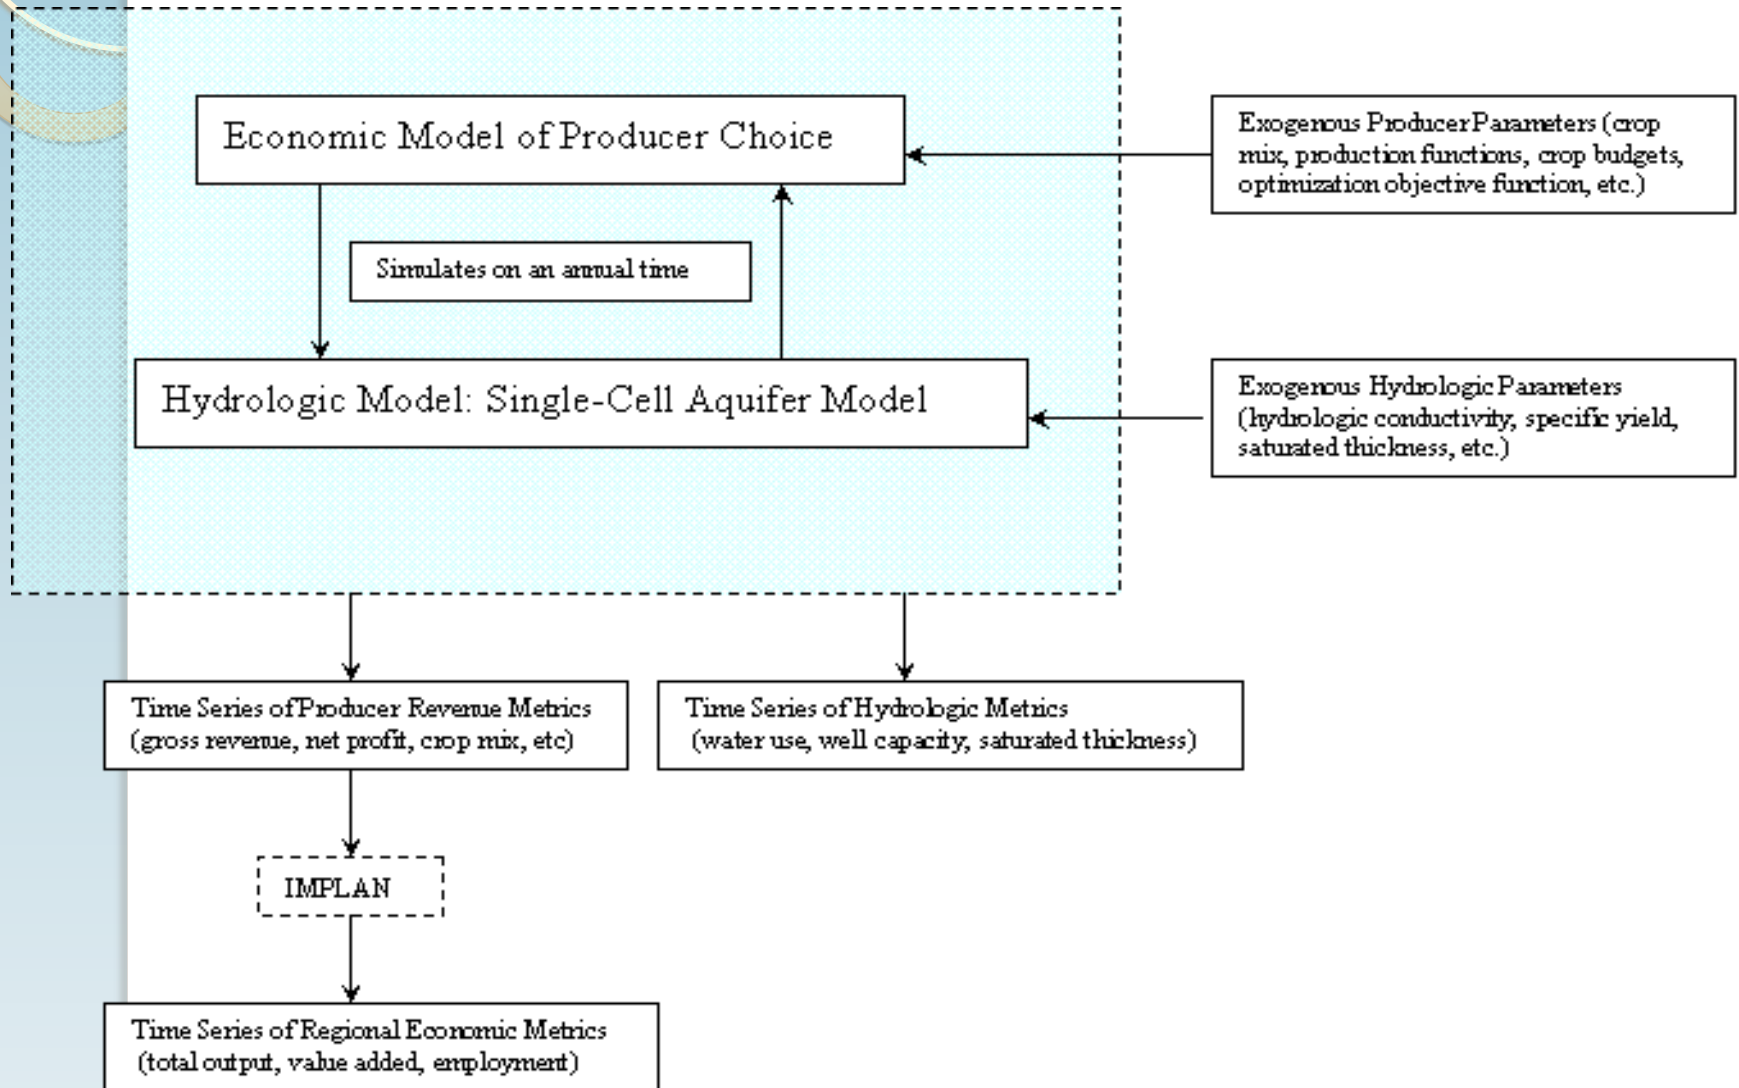 Economic Model of Producer Choice
Exogenous Producer Parameters (crop
mix, production functions, crop budgets,
optimization objective function, etc.)
Simulates on an annual time
Hydrologic Model: Single-Cell Aquifer Model
Exogenous Hydrologic Parameters
(hydrologic conductivity, specific yield,
saturated thickness, etc.)
Time Series of Producer Revenue Metrics
(gross revenue, net profit, crop mix, etc)
Time Series of Hydrologic Metrics
(water use, well capacity, saturated thickness)
IMPLAN
Time Series of Regional Economic Metrics
(total output, value added, employment)